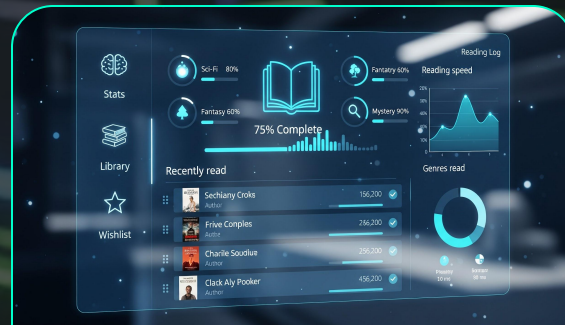 Reading Log
Stats
Library
Wishlist
Sci-Fi 80%
Fantasy 60%
75% Complete
Fantatry 60%
Mystery 90%
Reading speed
Recently read
Sechiany Croks
Author
156,200
Frive Conples
Authe
286,200
Charile Soudlue
Author
256,200
Clack Aly Pooker
Author
456,200
Genres read